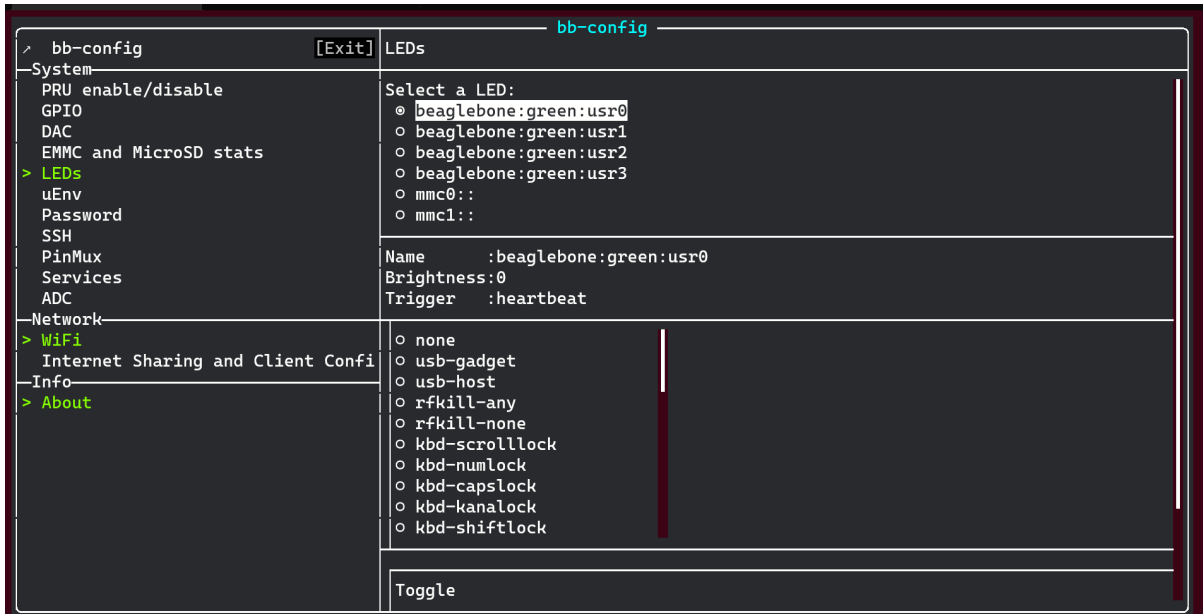 bb-config
↗ bb-config [Exit]
System
PRU enable/disable
GPIO
DAC
EMMC and MicroSD stats
> LEDs
uEnv
Password
SSH
PinMux
Services
ADC
Network
> WiFi
Internet Sharing and Client Confi
Info
> About
LEDs
Select a LED:
beaglebone:green:usr0
beaglebone:green:usr1
beaglebone:green:usr2
beaglebone:green:usr3
mmc0::
mmc1::
Name :beaglebone:green:usr0
Brightness:0
Trigger :heartbeat
none
usb-gadget
usb-host
rfkill-any
rfkill-none
kbd-scrolllock
kbd-numlock
kbd-capslock
kbd-kanalock
kbd-shiftlock
Toggle